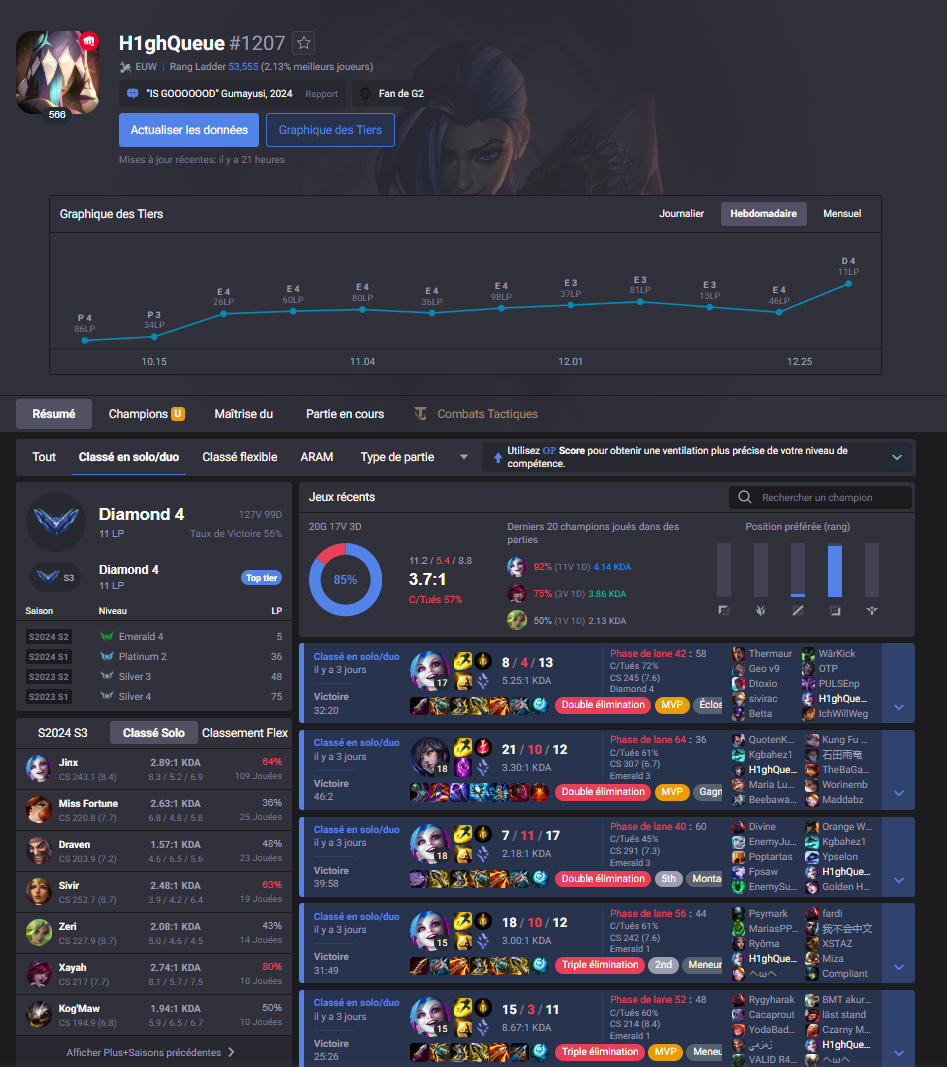 H1ghQueue #1207
EUW | Rang Ladder 53,555 (2.13% meilleurs joueurs)
566
"IS GOOOOOOD" Gumayusi, 2024 Rapport Fan de G2
Actualiser les données Graphique des Tiers
Mises à jour récentes: il y a 21 heures
Graphique des Tiers Journalier Hebdomadaire Mensuel
P 4 86LP
P 3 34LP
E 4 26LP
E 4 60LP
E 4 80LP
E 4 36LP
E 4 98LP
E 3 37LP
E 3 81LP
E 3 13LP
E 4 46LP
D 4 11LP
10.15 11.04 12.01 12.25
Résumé Champions U Maîtrise du Partie en cours Combats Tactiques
Tout Classé en solo/duo Classé flexible ARAM Type de partie
Utilisez OP Score pour obtenir une ventilation plus précise de votre niveau de
compétence.
Diamond 4 127V 99D
11 LP Taux de Victoire 56%
S3 Diamond 4
11 LP Top tier
Saison Niveau LP
S2024 S2 Emerald 4 5
S2024 S1 Platinum 2 36
S2023 S2 Silver 3 48
S2023 S1 Silver 4 75
S2024 S3 Classé Solo Classement Flex
Jinx 2.89:1 KDA 64%
CS 243.1 (8.4) 8.3 / 5.2 / 6.9 109 Jouées
Miss Fortune 2.63:1 KDA 36%
CS 220.8 (7.7) 6.8 / 4.8 / 5.8 25 Jouées
Draven 1.57:1 KDA 48%
CS 203.9 (7.2) 4.6 / 6.5 / 5.6 23 Jouées
Sivir 2.48:1 KDA 63%
CS 252.7 (8.7) 3.9 / 4.2 / 6.4 19 Jouées
Zeri 2.08:1 KDA 43%
CS 227.9 (8.7) 5.0 / 4.6 / 4.5 14 Jouées
Xayah 2.74:1 KDA 80%
CS 217 (7.7) 8.1 / 5.7 / 7.5 10 Jouées
Kog'Maw 1.94:1 KDA 50%
CS 194.9 (6.8) 5.9 / 6.5 / 6.7 10 Jouées
Afficher Plus+Saisons précédentes
Jeux récents Rechercher un champion
20G 17V 3D
85%
11.2 / 5.4 / 8.8
3.7:1
C/Tués 57%
Derniers 20 champions joués dans des
parties
92% (11V 1D) 4.14 KDA
75% (3V 1D) 3.86 KDA
50% (1V 1D) 2.13 KDA
Position préférée (rang)
Classé en solo/duo
il y a 3 jours
Victoire
32:20
17
8 / 4 / 13
5.25:1 KDA
Phase de lane 42 : 58
C/Tués 72%
CS 245 (7.6)
Diamond 4
Double élimination MVP Éclos
Thermaur WårKick
Geo v9 OTP
Dtoxio PULSEnp
sivirac H1ghQue...
Betta IchWillWeg
Classé en solo/duo
il y a 3 jours
Victoire
46:2
18
21 / 10 / 12
3.30:1 KDA
Phase de lane 64 : 36
C/Tués 61%
CS 307 (6.7)
Emerald 3
Double élimination MVP Gagn
QuotenK... Kung Fu ...
Kgbahez1 石田雨竜
H1ghQue... TheBaGa...
Maria Lu... Worinemb
Beebawa... Maddabz
Classé en solo/duo
il y a 3 jours
Victoire
39:58
18
7 / 11 / 17
2.18:1 KDA
Phase de lane 40 : 60
C/Tués 45%
CS 291 (7.3)
Emerald 3
Double élimination 5th Monta
Divine Orange W...
EnemyJu... Kgbahez1
Poptartas Ypselon
Fpsaw H1ghQue...
EnemySu... Golden H...
Classé en solo/duo
il y a 3 jours
Victoire
31:49
15
18 / 10 / 12
3.00:1 KDA
Phase de lane 56 : 44
C/Tués 61%
CS 242 (7.6)
Emerald 1
Triple élimination 2nd Meneur
Psymark fardi
MariasPP... 我不会中文
Ryôma XSTAZ
H1ghQue... Miza
へωへ Compliant
Classé en solo/duo
il y a 3 jours
Victoire
25:26
15
15 / 3 / 11
8.67:1 KDA
Phase de lane 52 : 48
C/Tués 60%
CS 214 (8.4)
Emerald 1
Triple élimination MVP Meneu
Rygyharak BMT akur...
Cacaprout läst stand
YodaBad... Czarny M...
H1ghQue...
VALID R4... へωへ